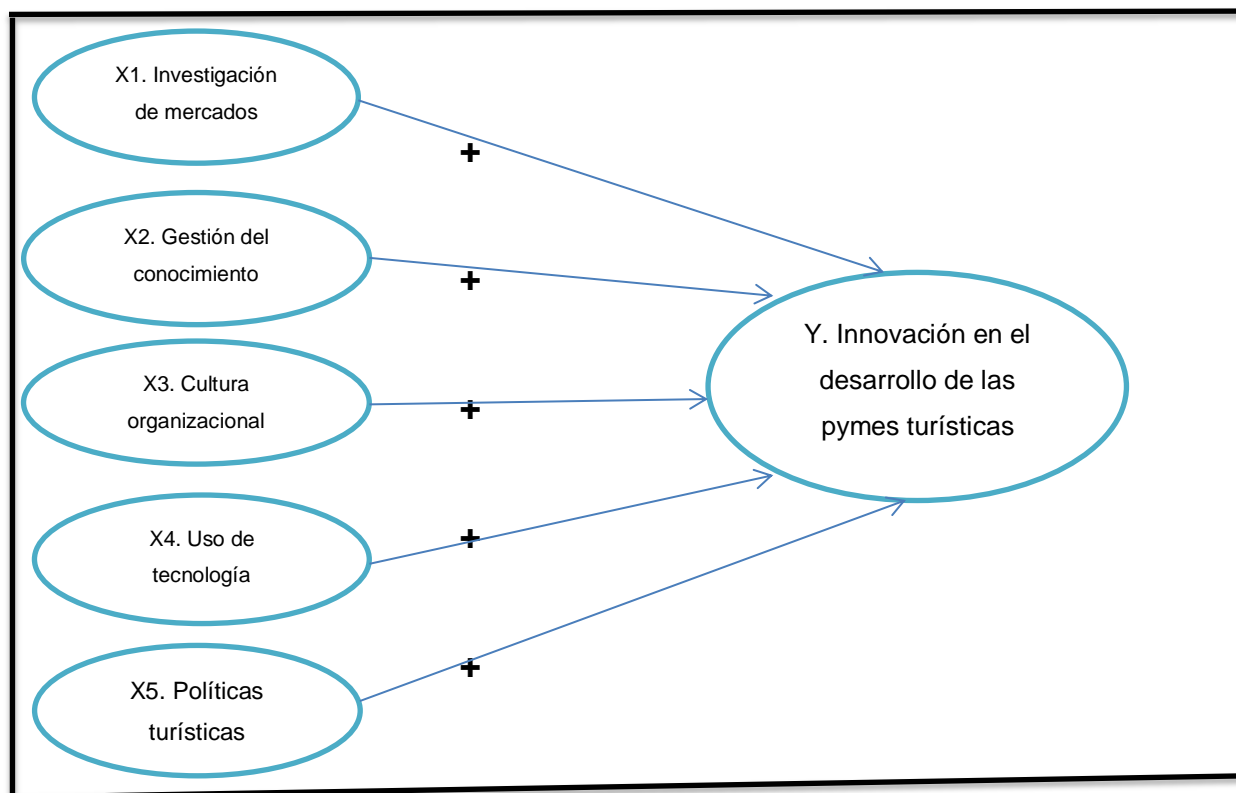 X1. Investigación
de mercados
+
X2. Gestión del
conocimiento
+
X3. Cultura
organizacional
+
X4. Uso de
tecnología
+
X5. Políticas
turísticas
+
Y. Innovación en el
desarrollo de las
pymes turísticas